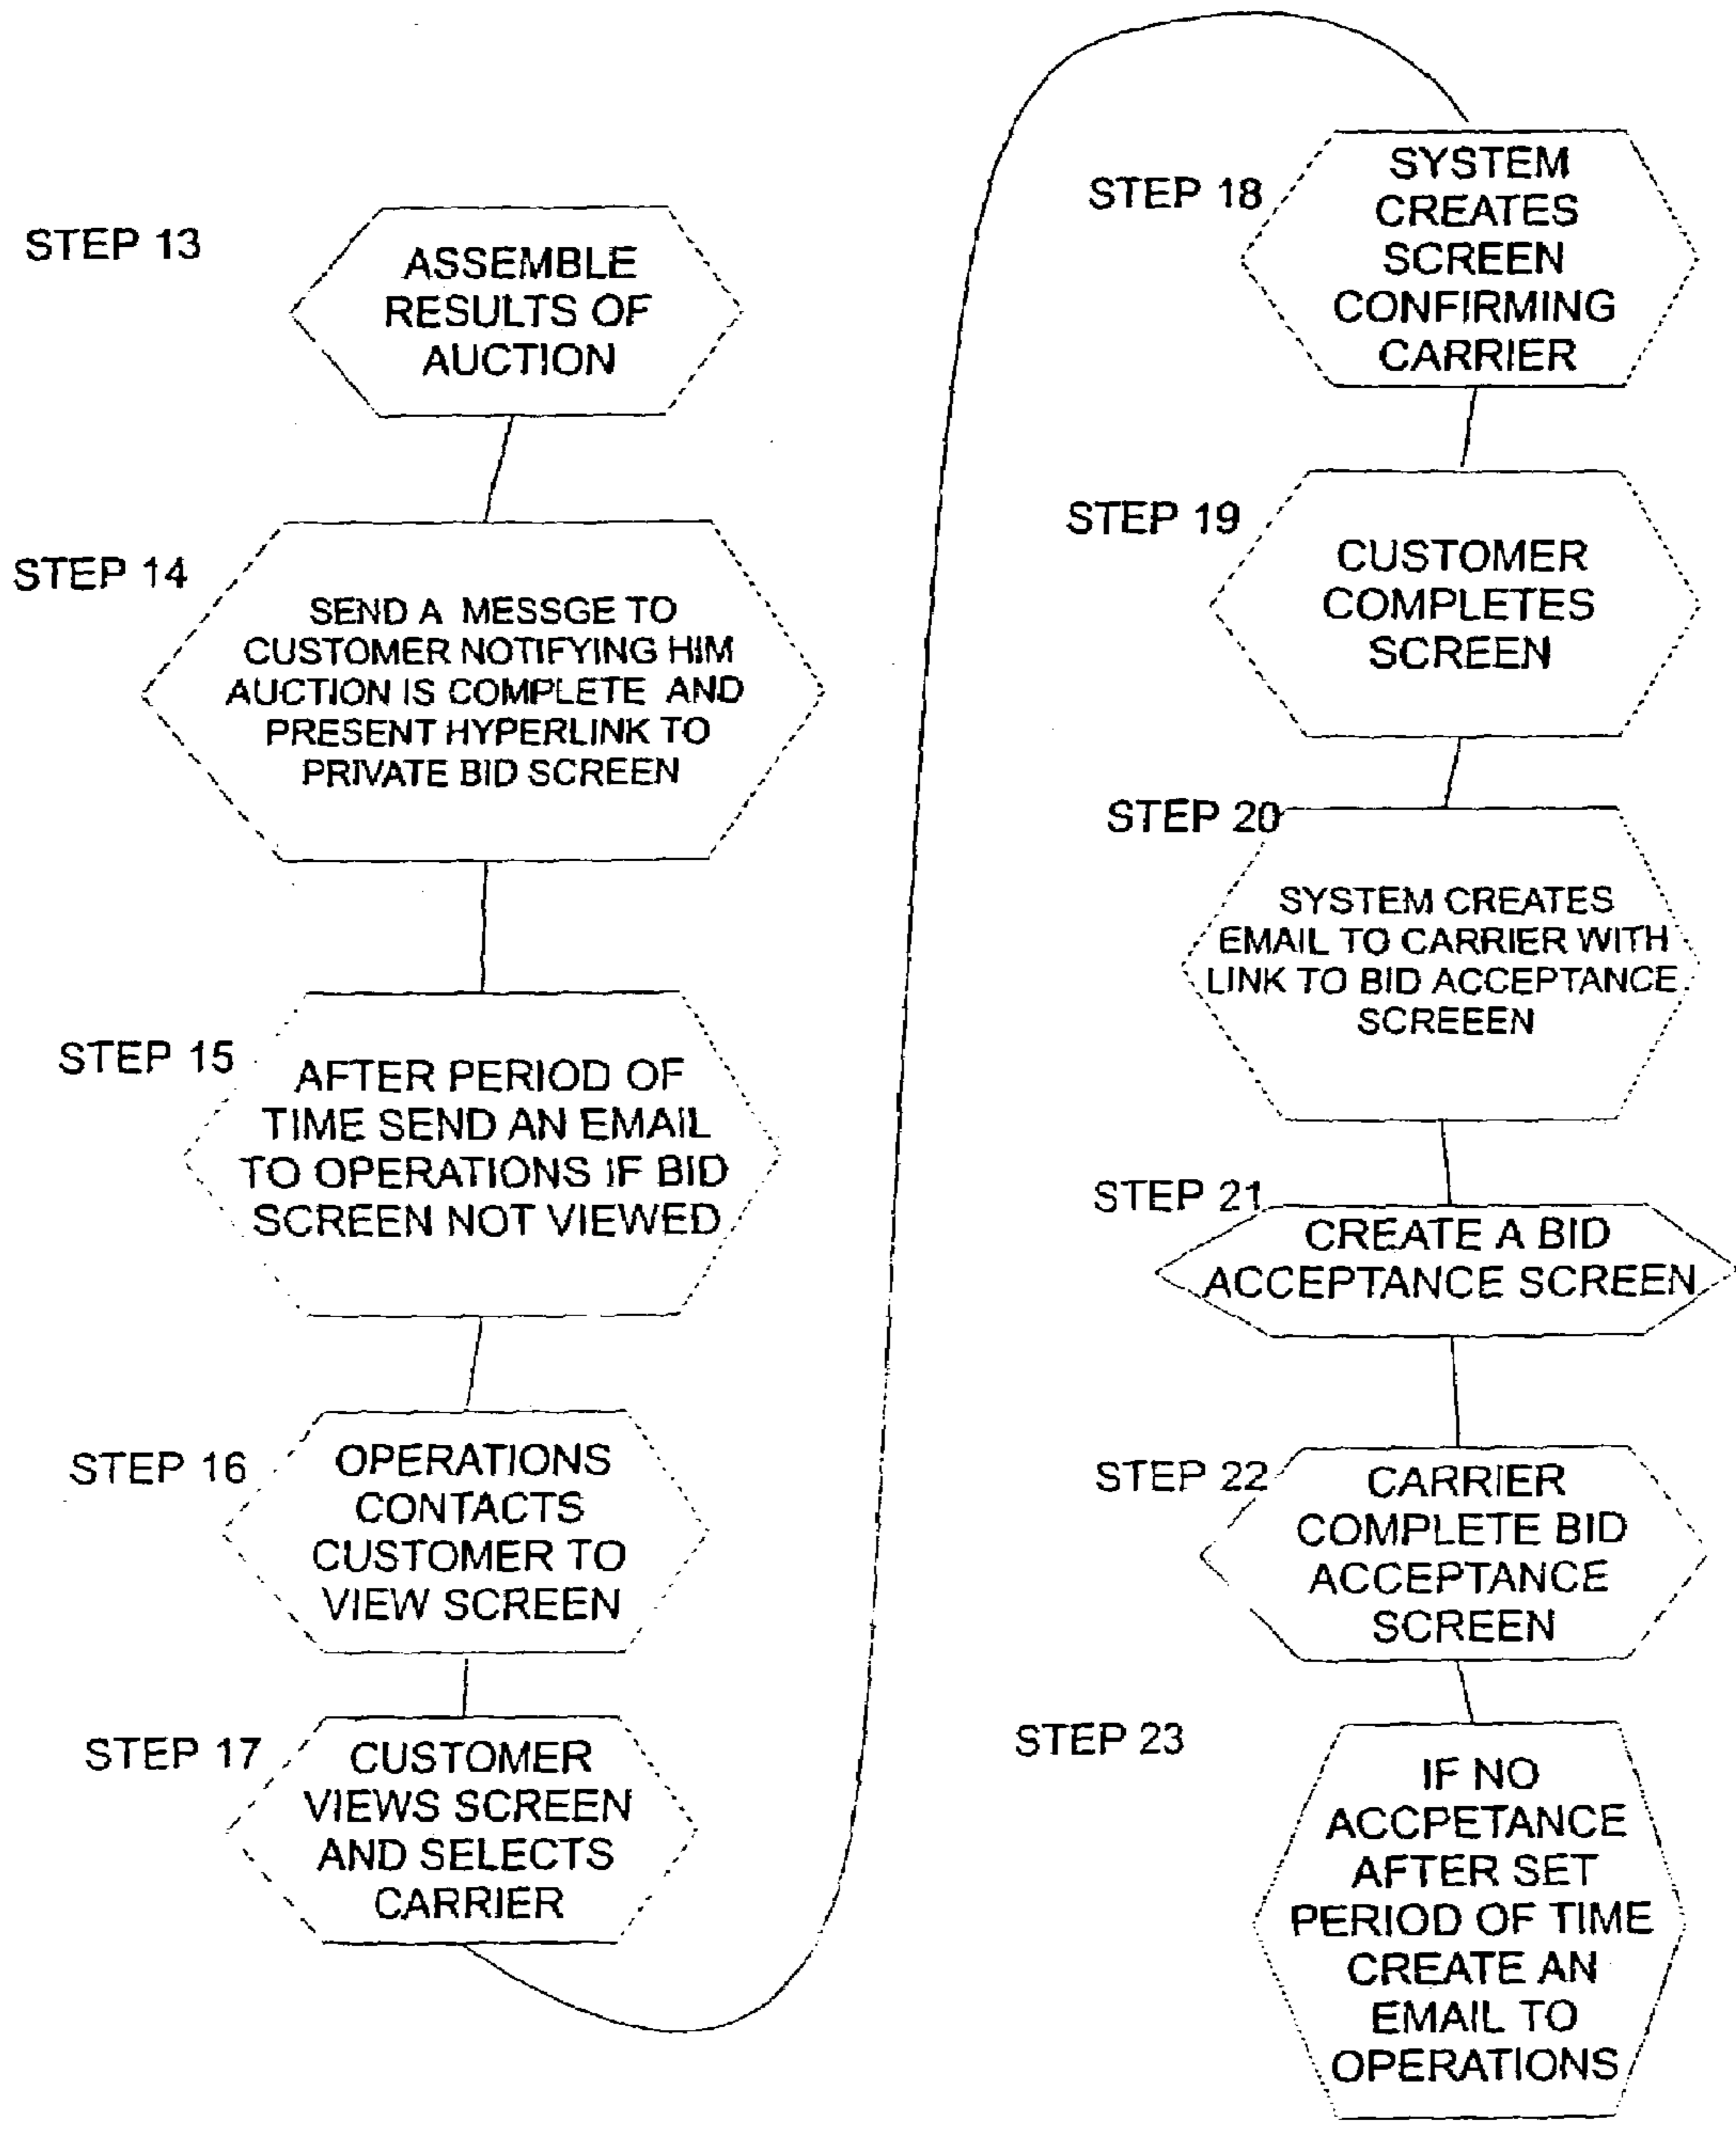 STEP 13
ASSEMBLE
RESULTS OF
AUCTION
STEP 14
SEND A MESSGE TO
CUSTOMER NOTIFYING HIM
AUCTION IS COMPLETE AND
PRESENT HYPERLINK TO
PRIVATE BID SCREEN
STEP 15
AFTER PERIOD OF
TIME SEND AN EMAIL
TO OPERATIONS IF BID
SCREEN NOT VIEWED
STEP 16
OPERATIONS
CONTACTS
CUSTOMER TO
VIEW SCREEN
STEP 17
CUSTOMER
VIEWS SCREEN
AND SELECTS
CARRIER
STEP 18
SYSTEM
CREATES
SCREEN
CONFIRMING
CARRIER
STEP 19
CUSTOMER
COMPLETES
SCREEN
STEP 20
SYSTEM CREATES
EMAIL TO CARRIER WITH
LINK TO BID ACCEPTANCE
SCREEEN
STEP 21
CREATE A BID
ACCEPTANCE SCREEN
STEP 22
CARRIER
COMPLETE BID
ACCEPTANCE
SCREEN
STEP 23
IF NO
ACCPETANCE
AFTER SET
PERIOD OF TIME
CREATE AN
EMAIL TO
OPERATIONS